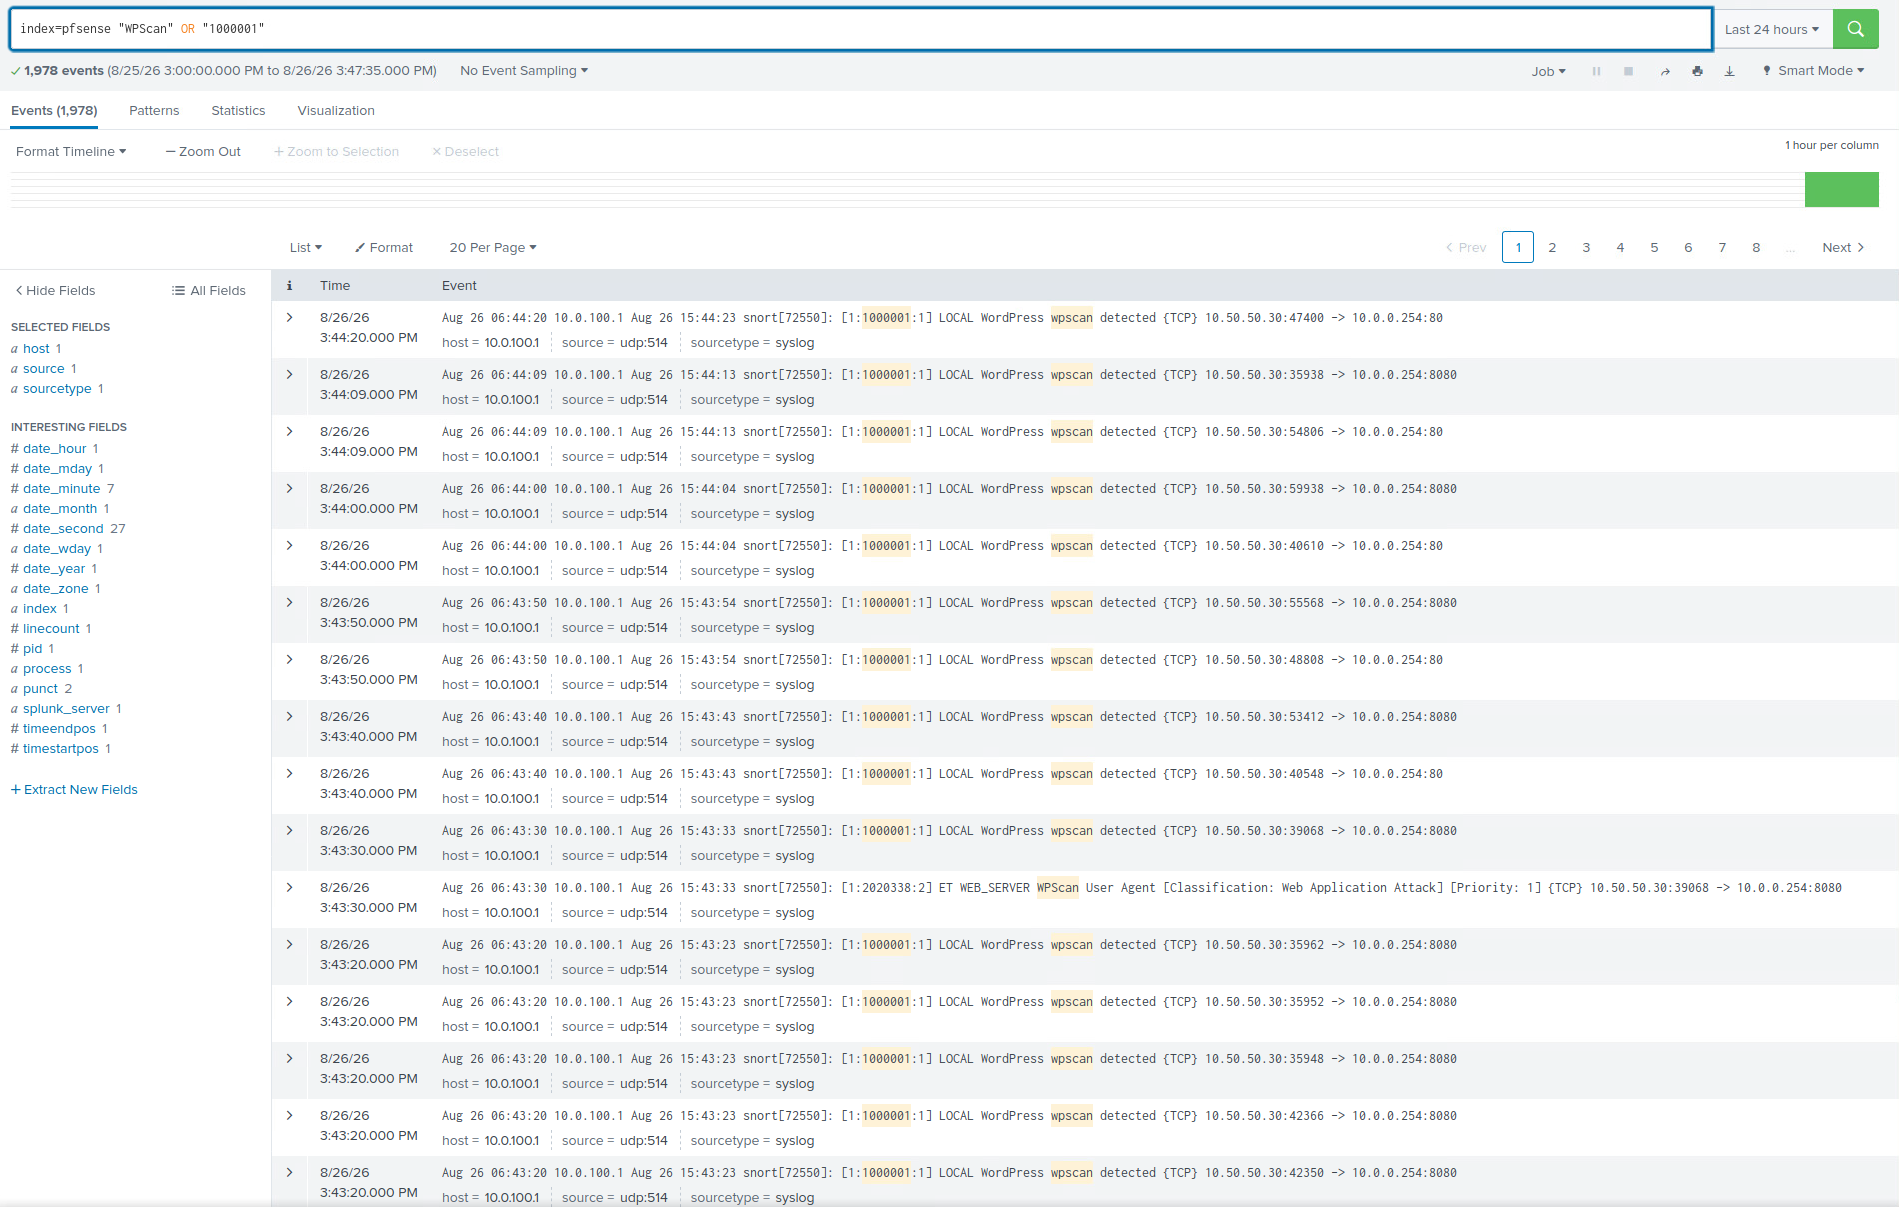 index=pfsense "WPScan" OR "1000001"
Last 24 hours
1,978 events (8/25/26 3:00:00.000 PM to 8/26/26 3:47:35.000 PM)
No Event Sampling
Job
Smart Mode
Events (1,978)
Patterns
Statistics
Visualization
Format Timeline
— Zoom Out
+ Zoom to Selection
× Deselect
1 hour per column
List
Format
20 Per Page
< Prev
1
2
3
4
5
6
7
8
...
Next >
< Hide Fields
All Fields
SELECTED FIELDS
a host 1
a source 1
a sourcetype 1
INTERESTING FIELDS
# date_hour 1
# date_mday 1
# date_minute 7
a date_month 1
# date_second 27
a date_wday 1
# date_year 1
a date_zone 1
a index 1
# linecount 1
# pid 1
a process 1
a punct 2
a splunk_server 1
# timeendpos 1
# timestartpos 1
+ Extract New Fields
i
Time
Event
8/26/26
3:44:20.000 PM
Aug 26 06:44:20 10.0.100.1 Aug 26 15:44:23 snort[72550]: [1:1000001:1] LOCAL WordPress wpscan detected {TCP} 10.50.50.30:47400 -> 10.0.0.254:80
host = 10.0.100.1 source = udp:514 sourcetype = syslog
8/26/26
3:44:09.000 PM
Aug 26 06:44:09 10.0.100.1 Aug 26 15:44:13 snort[72550]: [1:1000001:1] LOCAL WordPress wpscan detected {TCP} 10.50.50.30:35938 -> 10.0.0.254:8080
host = 10.0.100.1 source = udp:514 sourcetype = syslog
8/26/26
3:44:09.000 PM
Aug 26 06:44:09 10.0.100.1 Aug 26 15:44:13 snort[72550]: [1:1000001:1] LOCAL WordPress wpscan detected {TCP} 10.50.50.30:54806 -> 10.0.0.254:80
host = 10.0.100.1 source = udp:514 sourcetype = syslog
8/26/26
3:44:00.000 PM
Aug 26 06:44:00 10.0.100.1 Aug 26 15:44:04 snort[72550]: [1:1000001:1] LOCAL WordPress wpscan detected {TCP} 10.50.50.30:59938 -> 10.0.0.254:8080
host = 10.0.100.1 source = udp:514 sourcetype = syslog
8/26/26
3:44:00.000 PM
Aug 26 06:44:00 10.0.100.1 Aug 26 15:44:04 snort[72550]: [1:1000001:1] LOCAL WordPress wpscan detected {TCP} 10.50.50.30:40610 -> 10.0.0.254:80
host = 10.0.100.1 source = udp:514 sourcetype = syslog
8/26/26
3:43:50.000 PM
Aug 26 06:43:50 10.0.100.1 Aug 26 15:43:54 snort[72550]: [1:1000001:1] LOCAL WordPress wpscan detected {TCP} 10.50.50.30:55568 -> 10.0.0.254:8080
host = 10.0.100.1 source = udp:514 sourcetype = syslog
8/26/26
3:43:50.000 PM
Aug 26 06:43:50 10.0.100.1 Aug 26 15:43:54 snort[72550]: [1:1000001:1] LOCAL WordPress wpscan detected {TCP} 10.50.50.30:48808 -> 10.0.0.254:80
host = 10.0.100.1 source = udp:514 sourcetype = syslog
8/26/26
3:43:40.000 PM
Aug 26 06:43:40 10.0.100.1 Aug 26 15:43:43 snort[72550]: [1:1000001:1] LOCAL WordPress wpscan detected {TCP} 10.50.50.30:53412 -> 10.0.0.254:8080
host = 10.0.100.1 source = udp:514 sourcetype = syslog
8/26/26
3:43:40.000 PM
Aug 26 06:43:40 10.0.100.1 Aug 26 15:43:43 snort[72550]: [1:1000001:1] LOCAL WordPress wpscan detected {TCP} 10.50.50.30:40548 -> 10.0.0.254:80
host = 10.0.100.1 source = udp:514 sourcetype = syslog
8/26/26
3:43:30.000 PM
Aug 26 06:43:30 10.0.100.1 Aug 26 15:43:33 snort[72550]: [1:1000001:1] LOCAL WordPress wpscan detected {TCP} 10.50.50.30:39068 -> 10.0.0.254:8080
host = 10.0.100.1 source = udp:514 sourcetype = syslog
8/26/26
3:43:30.000 PM
Aug 26 06:43:30 10.0.100.1 Aug 26 15:43:33 snort[72550]: [1:2020338:2] ET WEB_SERVER WPScan User Agent [Classification: Web Application Attack] [Priority: 1] {TCP} 10.50.50.30:39068 -> 10.0.0.254:8080
host = 10.0.100.1 source = udp:514 sourcetype = syslog
8/26/26
3:43:20.000 PM
Aug 26 06:43:20 10.0.100.1 Aug 26 15:43:23 snort[72550]: [1:1000001:1] LOCAL WordPress wpscan detected {TCP} 10.50.50.30:35962 -> 10.0.0.254:8080
host = 10.0.100.1 source = udp:514 sourcetype = syslog
8/26/26
3:43:20.000 PM
Aug 26 06:43:20 10.0.100.1 Aug 26 15:43:23 snort[72550]: [1:1000001:1] LOCAL WordPress wpscan detected {TCP} 10.50.50.30:35952 -> 10.0.0.254:8080
host = 10.0.100.1 source = udp:514 sourcetype = syslog
8/26/26
3:43:20.000 PM
Aug 26 06:43:20 10.0.100.1 Aug 26 15:43:23 snort[72550]: [1:1000001:1] LOCAL WordPress wpscan detected {TCP} 10.50.50.30:35948 -> 10.0.0.254:8080
host = 10.0.100.1 source = udp:514 sourcetype = syslog
8/26/26
3:43:20.000 PM
Aug 26 06:43:20 10.0.100.1 Aug 26 15:43:23 snort[72550]: [1:1000001:1] LOCAL WordPress wpscan detected {TCP} 10.50.50.30:42366 -> 10.0.0.254:8080
host = 10.0.100.1 source = udp:514 sourcetype = syslog
8/26/26
3:43:20.000 PM
Aug 26 06:43:20 10.0.100.1 Aug 26 15:43:23 snort[72550]: [1:1000001:1] LOCAL WordPress wpscan detected {TCP} 10.50.50.30:42350 -> 10.0.0.254:8080
host = 10.0.100.1 source = udp:514 sourcetype = syslog